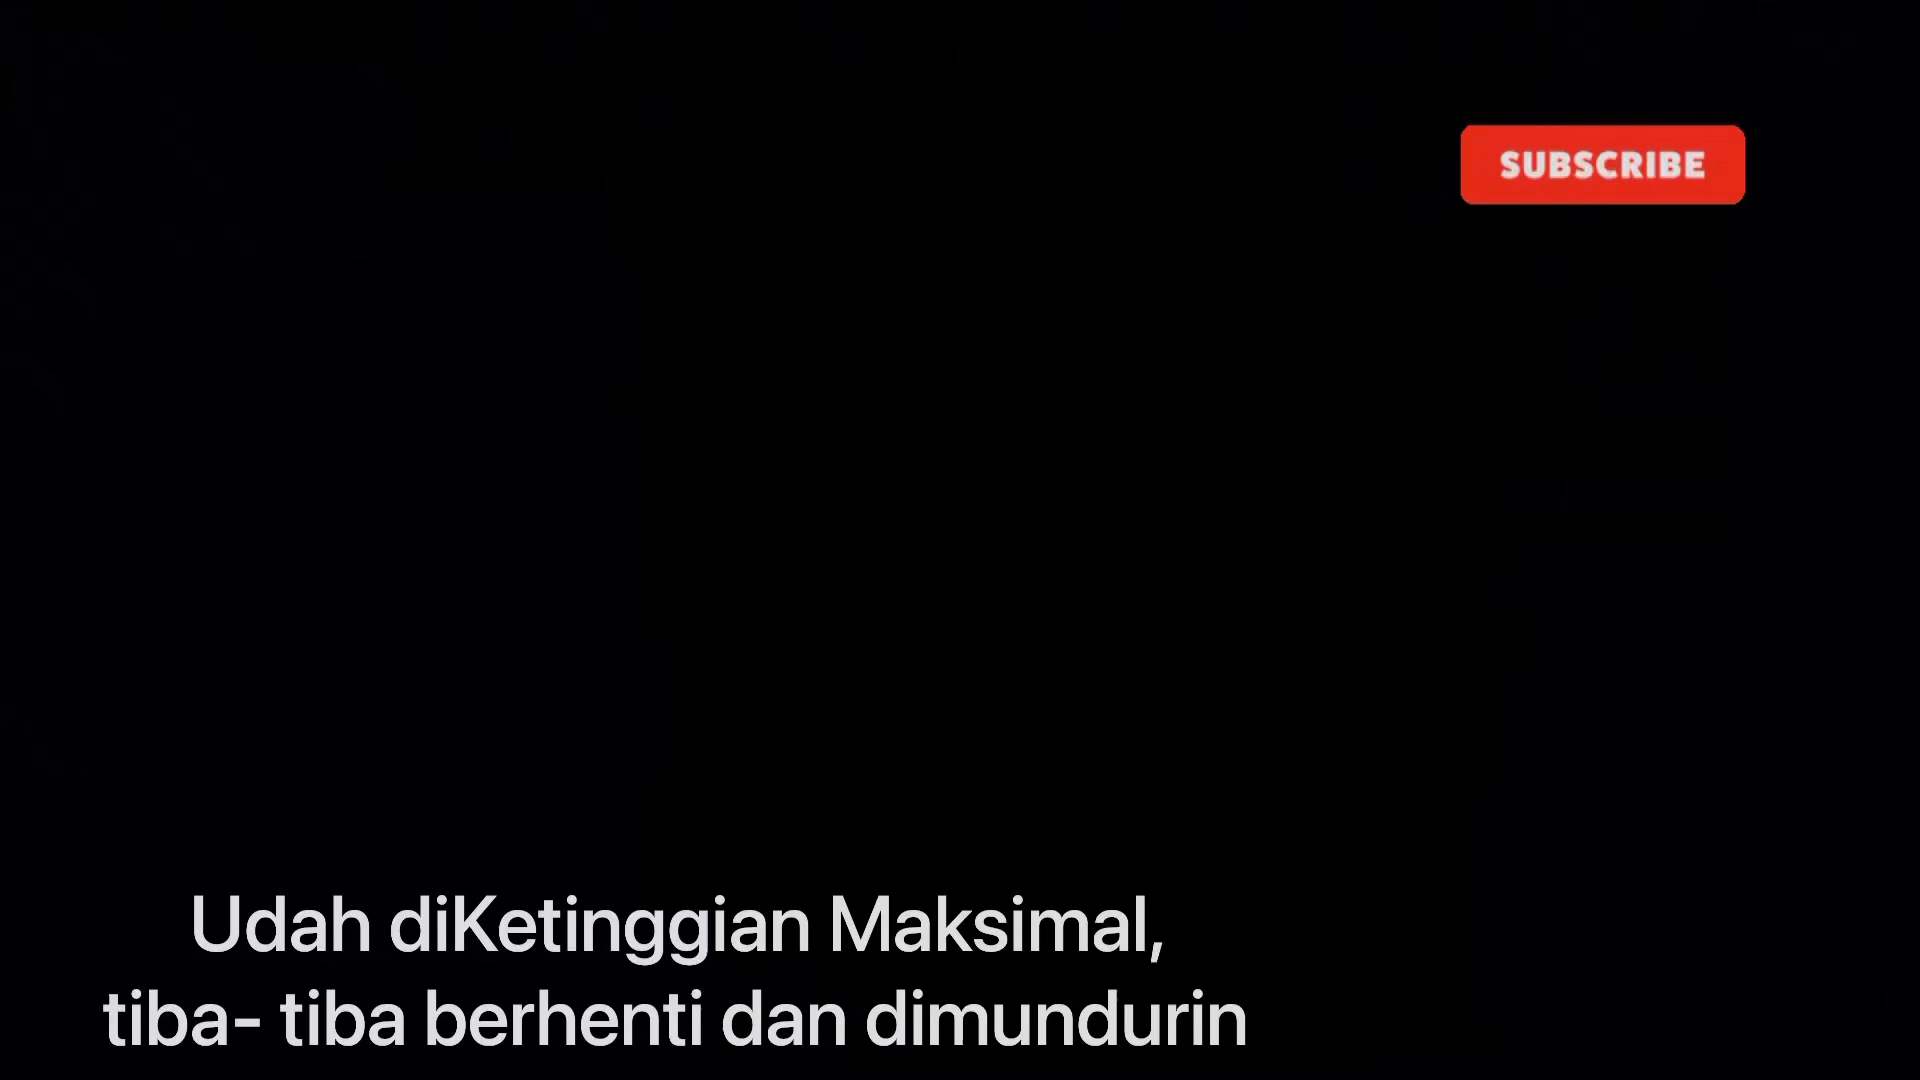 SUBSCRIBE
Udah diKetinggian Maksimal,
tiba- tiba berhenti dan dimundurin